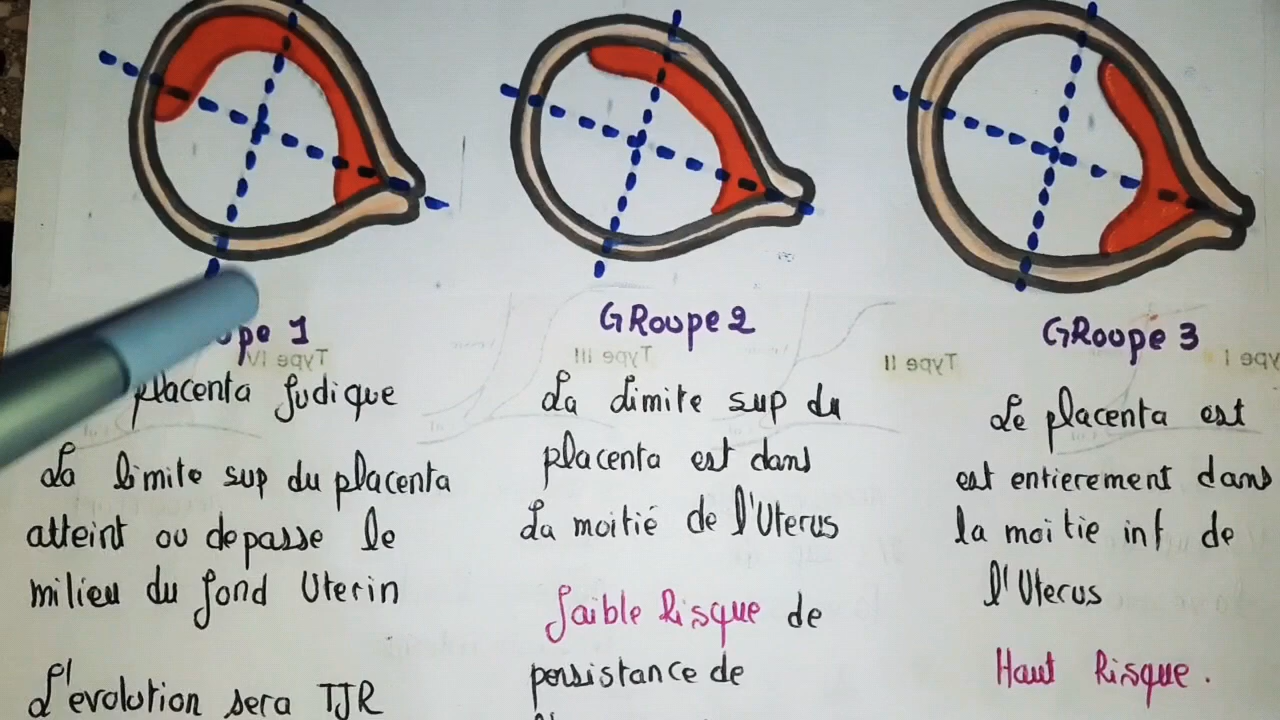 pe 1
placenta fudique
La limite sup du placenta
atteint ou depasse le
milieu du fond Uterin
L'evolution sera TJR
GRoupe 2
La limite sup du
placenta est dans
La moitié de l'Uterus
faible Risque de
persistance de
GRoupe 3
Le placenta est
est entierement dans
la moitie inf de
l'Uterus
Haut Risque.
Type IV
Type III
Type II
Type I